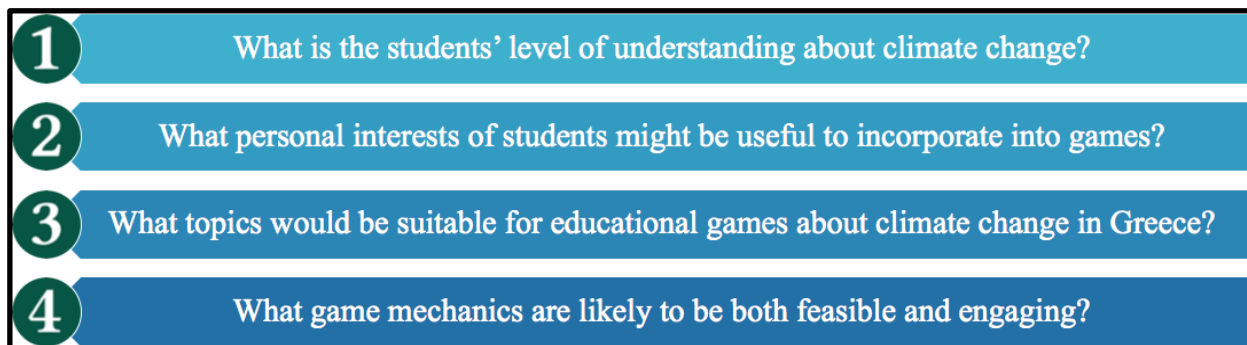 1 What is the students’ level of understanding about climate change?
2 What personal interests of students might be useful to incorporate into games?
3 What topics would be suitable for educational games about climate change in Greece?
4 What game mechanics are likely to be both feasible and engaging?